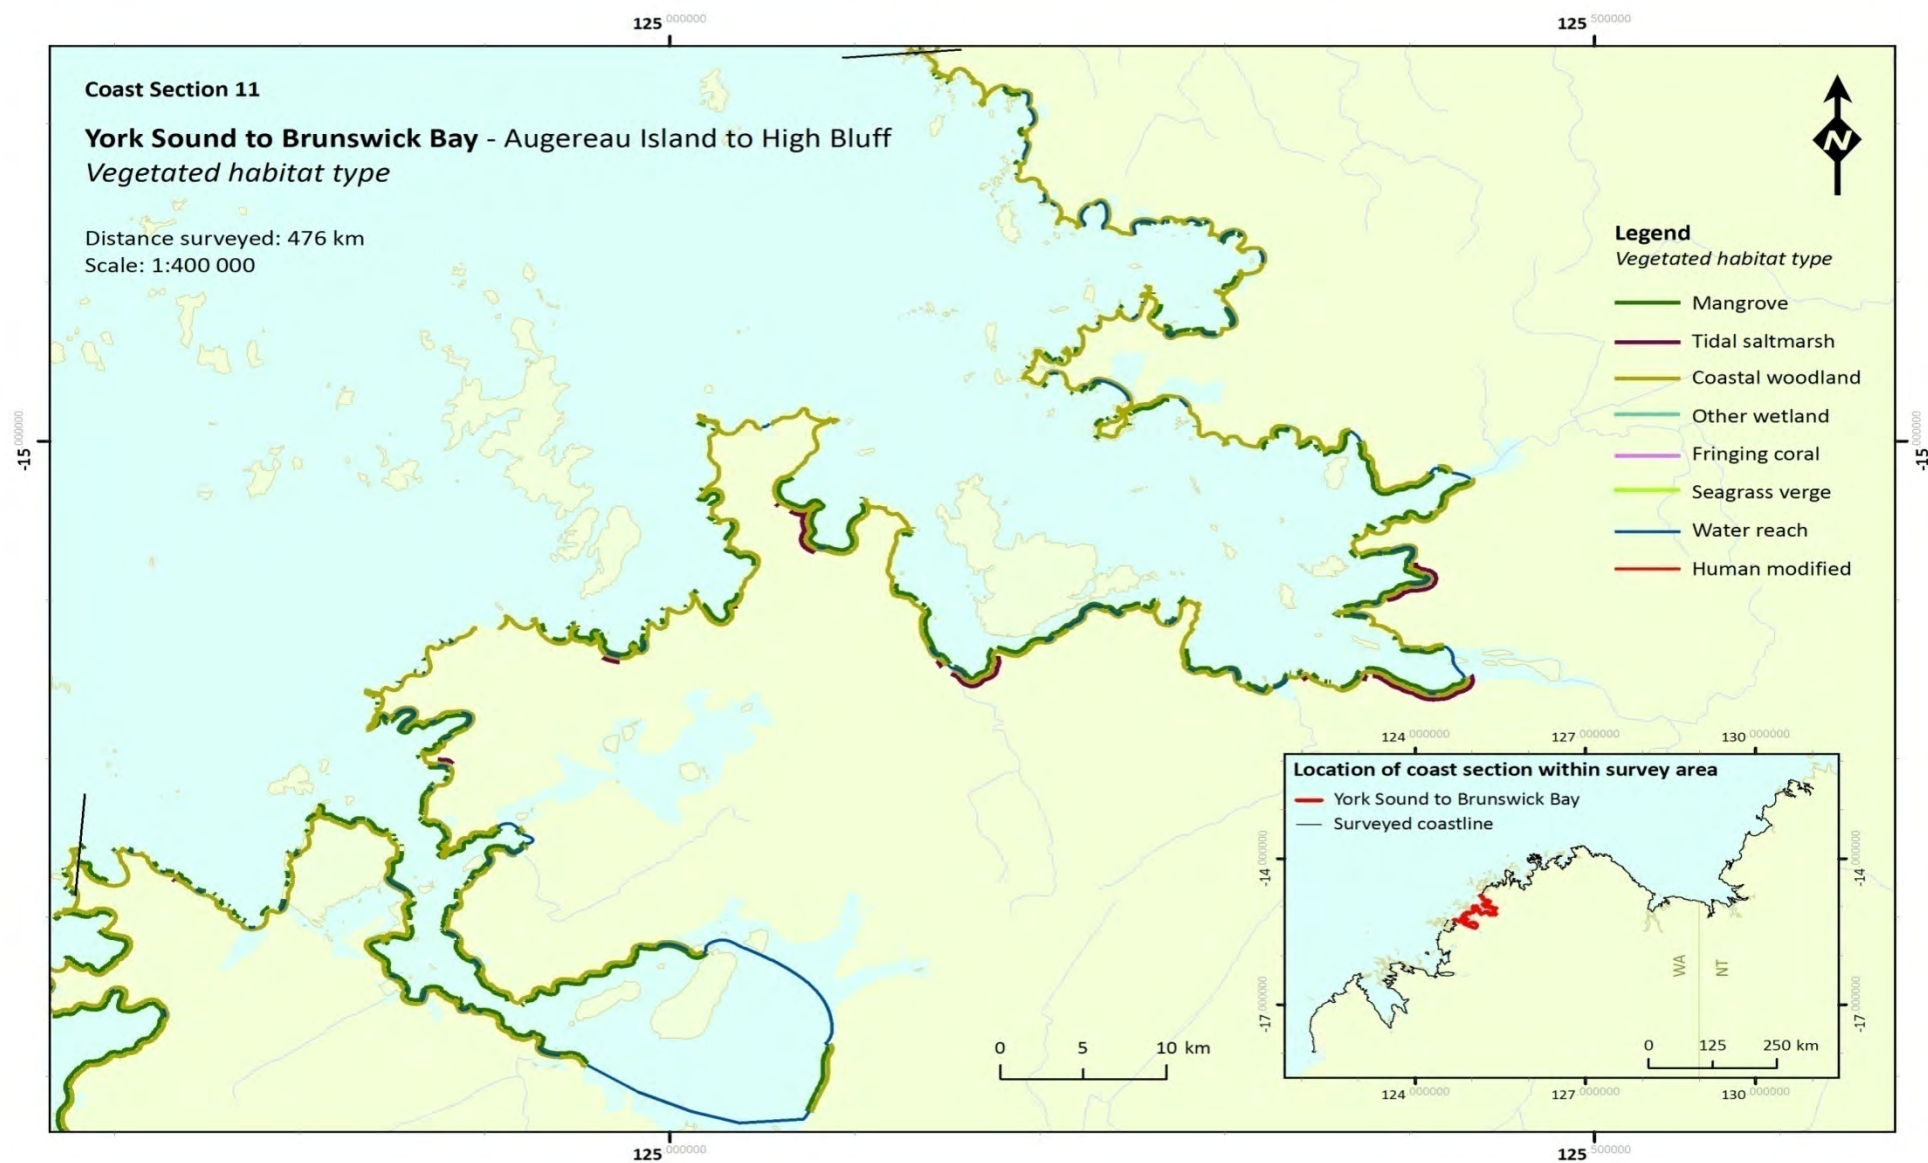 125 000000
125 500000
Coast Section 11
York Sound to Brunswick Bay - Augereau Island to High Bluff
Vegetated habitat type
Distance surveyed: 476 km
Scale: 1:400 000
N
Legend
Vegetated habitat type
Mangrove
Tidal saltmarsh
Coastal woodland
Other wetland
Fringing coral
Seagrass verge
Water reach
Human modified
-15 000000
-15 000000
124 000000
127 000000
130 000000
Location of coast section within survey area
York Sound to Brunswick Bay
Surveyed coastline
-14 000000
-14 000000
WA
NT
-17 000000
-17 000000
0 125 250 km
124 000000
127 000000
130 000000
0 5 10 km
125 000000
125 500000